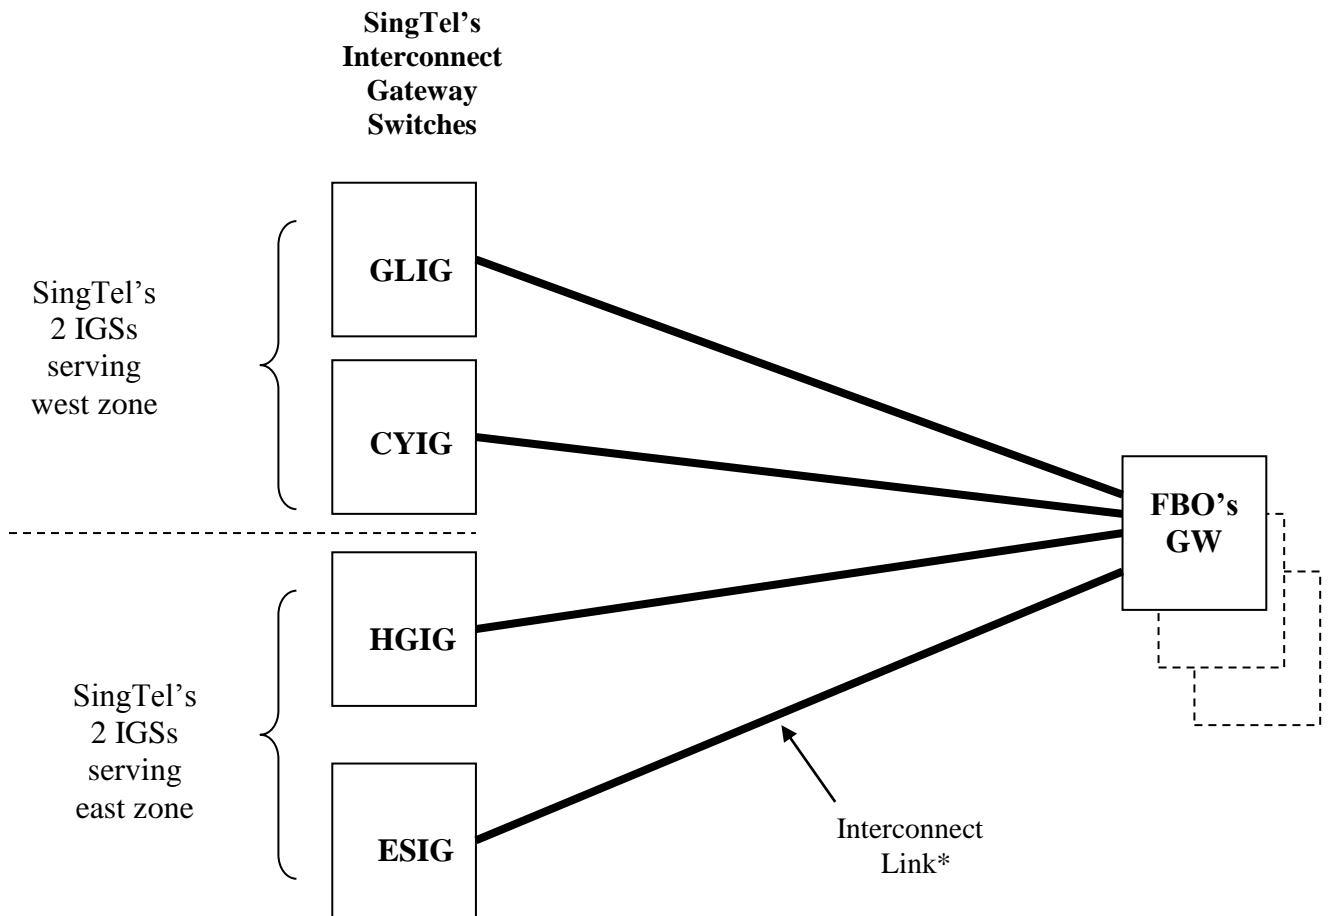 SingTel's
Interconnect
Gateway
Switches
GLIG
SingTel's
2 IGSs
serving
west zone
CYIG
FBO's
GW
HGIG
SingTel's
2 IGSs
serving
east zone
ESIG
Interconnect
Link*